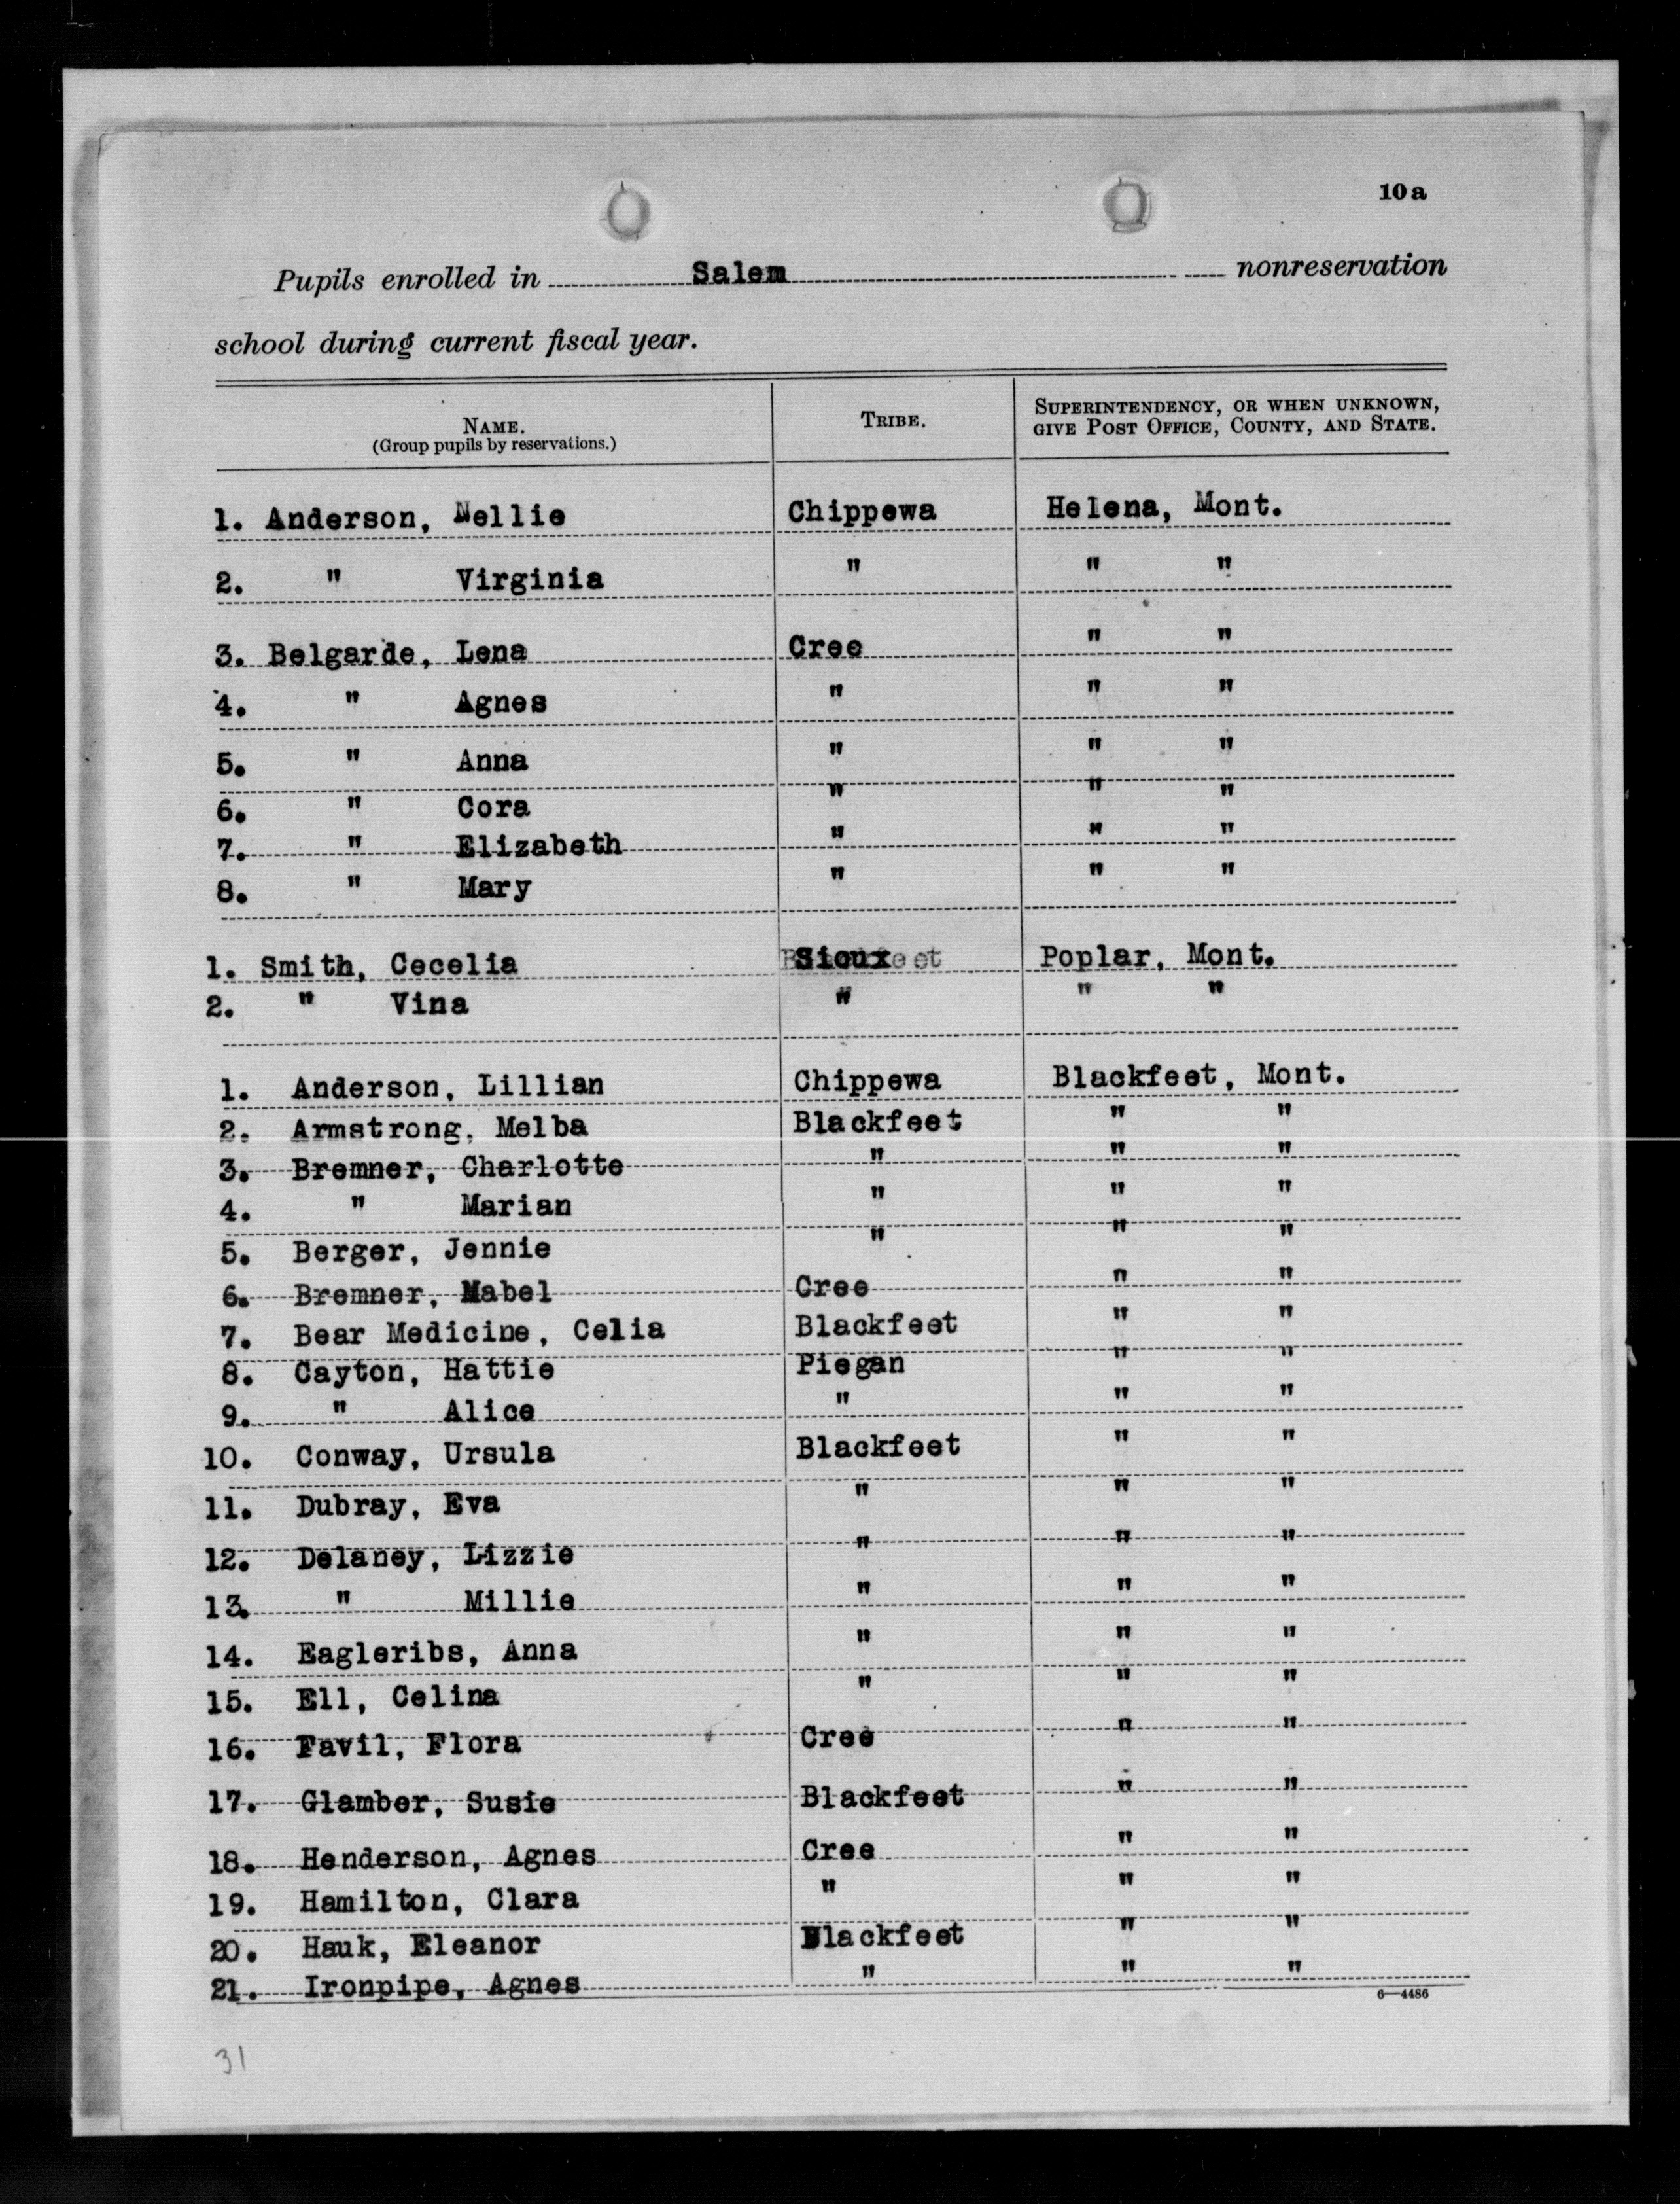 10 a
Pupils enrolled in Salem nonreservation
school during current fiscal year.
NAME. TRIBE. SUPERINTENDENCY, OR WHEN UNKNOWN,
(Group pupils by reservations.) GIVE POST OFFICE, COUNTY, AND STATE.
1. Anderson, Nellie Chippewa Helena, Mont.
2. " Virginia " " "
3. Belgarde, Lena Cree " "
4. " Agnes " " "
5. " Anna " " "
6. " Cora " " "
7. " Elizabeth " " "
8. " Mary " " "
1. Smith, Cecelia Sioux Poplar, Mont.
2. " Vina " " "
1. Anderson, Lillian Chippewa Blackfeet, Mont.
2. Armstrong, Melba Blackfeet " "
3. Bremner, Charlotte " " "
4. " Marian " " "
5. Berger, Jennie " " "
6. Bremner, Mabel Cree " "
7. Bear Medicine, Celia Blackfeet " "
8. Cayton, Hattie Piegan " "
9. " Alice " " "
10. Conway, Ursula Blackfeet " "
11. Dubray, Eva " " "
12. Delaney, Lizzie " " "
13. " Millie " " "
14. Eagleribs, Anna " " "
15. Ell, Celina " " "
16. Favil, Flora Cree " "
17. Glamber, Susie Blackfeet " "
18. Henderson, Agnes Cree " "
19. Hamilton, Clara " " "
20. Hauk, Eleanor Blackfeet " "
21. Ironpipe, Agnes " " "
6—4486
31